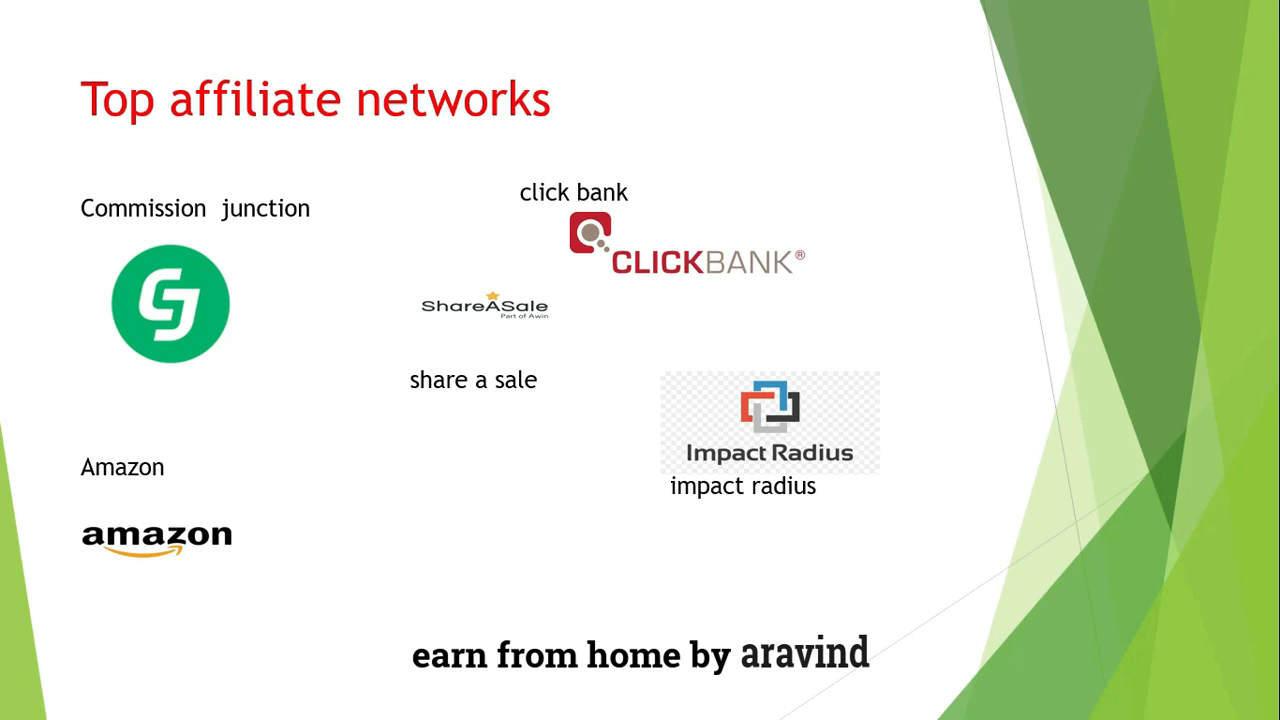 Top affiliate networks
click bank
Commission junction
CLICKBANK®
CJ
ShareASale
Part of Awin
share a sale
Impact Radius
Amazon
impact radius
amazon
earn from home by aravind